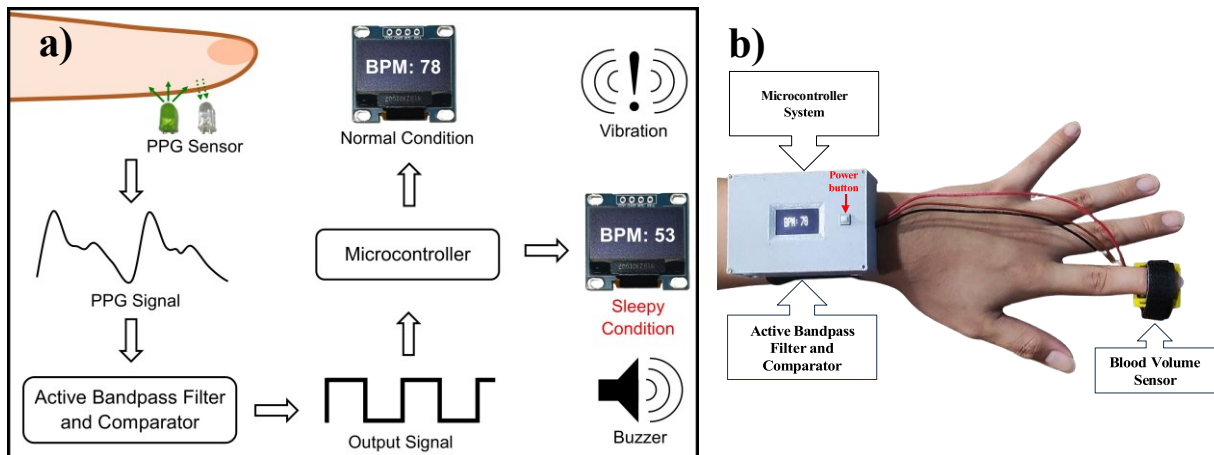 a)
PPG Sensor
PPG Signal
Active Bandpass Filter
and Comparator
Output Signal
Microcontroller
BPM: 78
Normal Condition
BPM: 53
Sleepy
Condition
Vibration
Buzzer
b)
Microcontroller
System
Power
button
BPM: 78
Active Bandpass
Filter and
Comparator
Blood Volume
Sensor